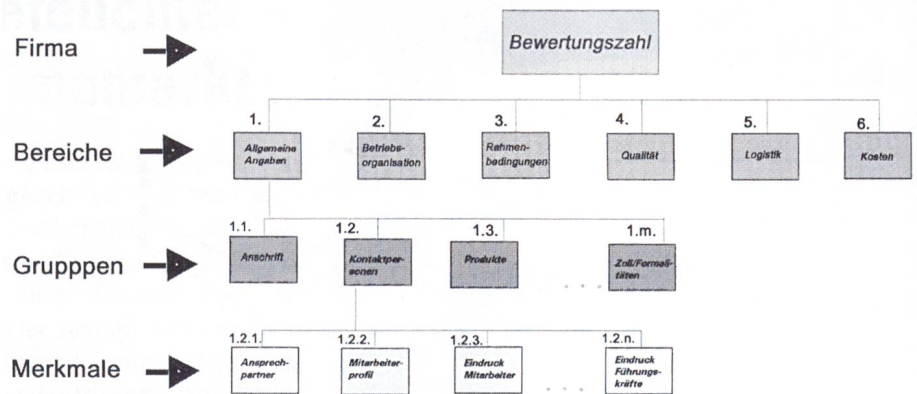 Firma
Bewertungszahl
1. 2. 3. 4. 5. 6.
Bereiche
Allgemeine
Angaben
Betriebs-
organisation
Rahmen-
bedingungen
Qualität
Logistik
Kosten
1.1. 1.2. 1.3. 1.m.
Grupppen
Anschrift
Kontaktper-
sonen
Produkte
. . .
Zoll/Formali-
täten
1.2.1. 1.2.2. 1.2.3. 1.2.n.
Merkmale
Ansprech-
partner
Mitarbeiter-
profil
Eindruck
Mitarbeiter
. . .
Eindruck
Führungs-
kräfte